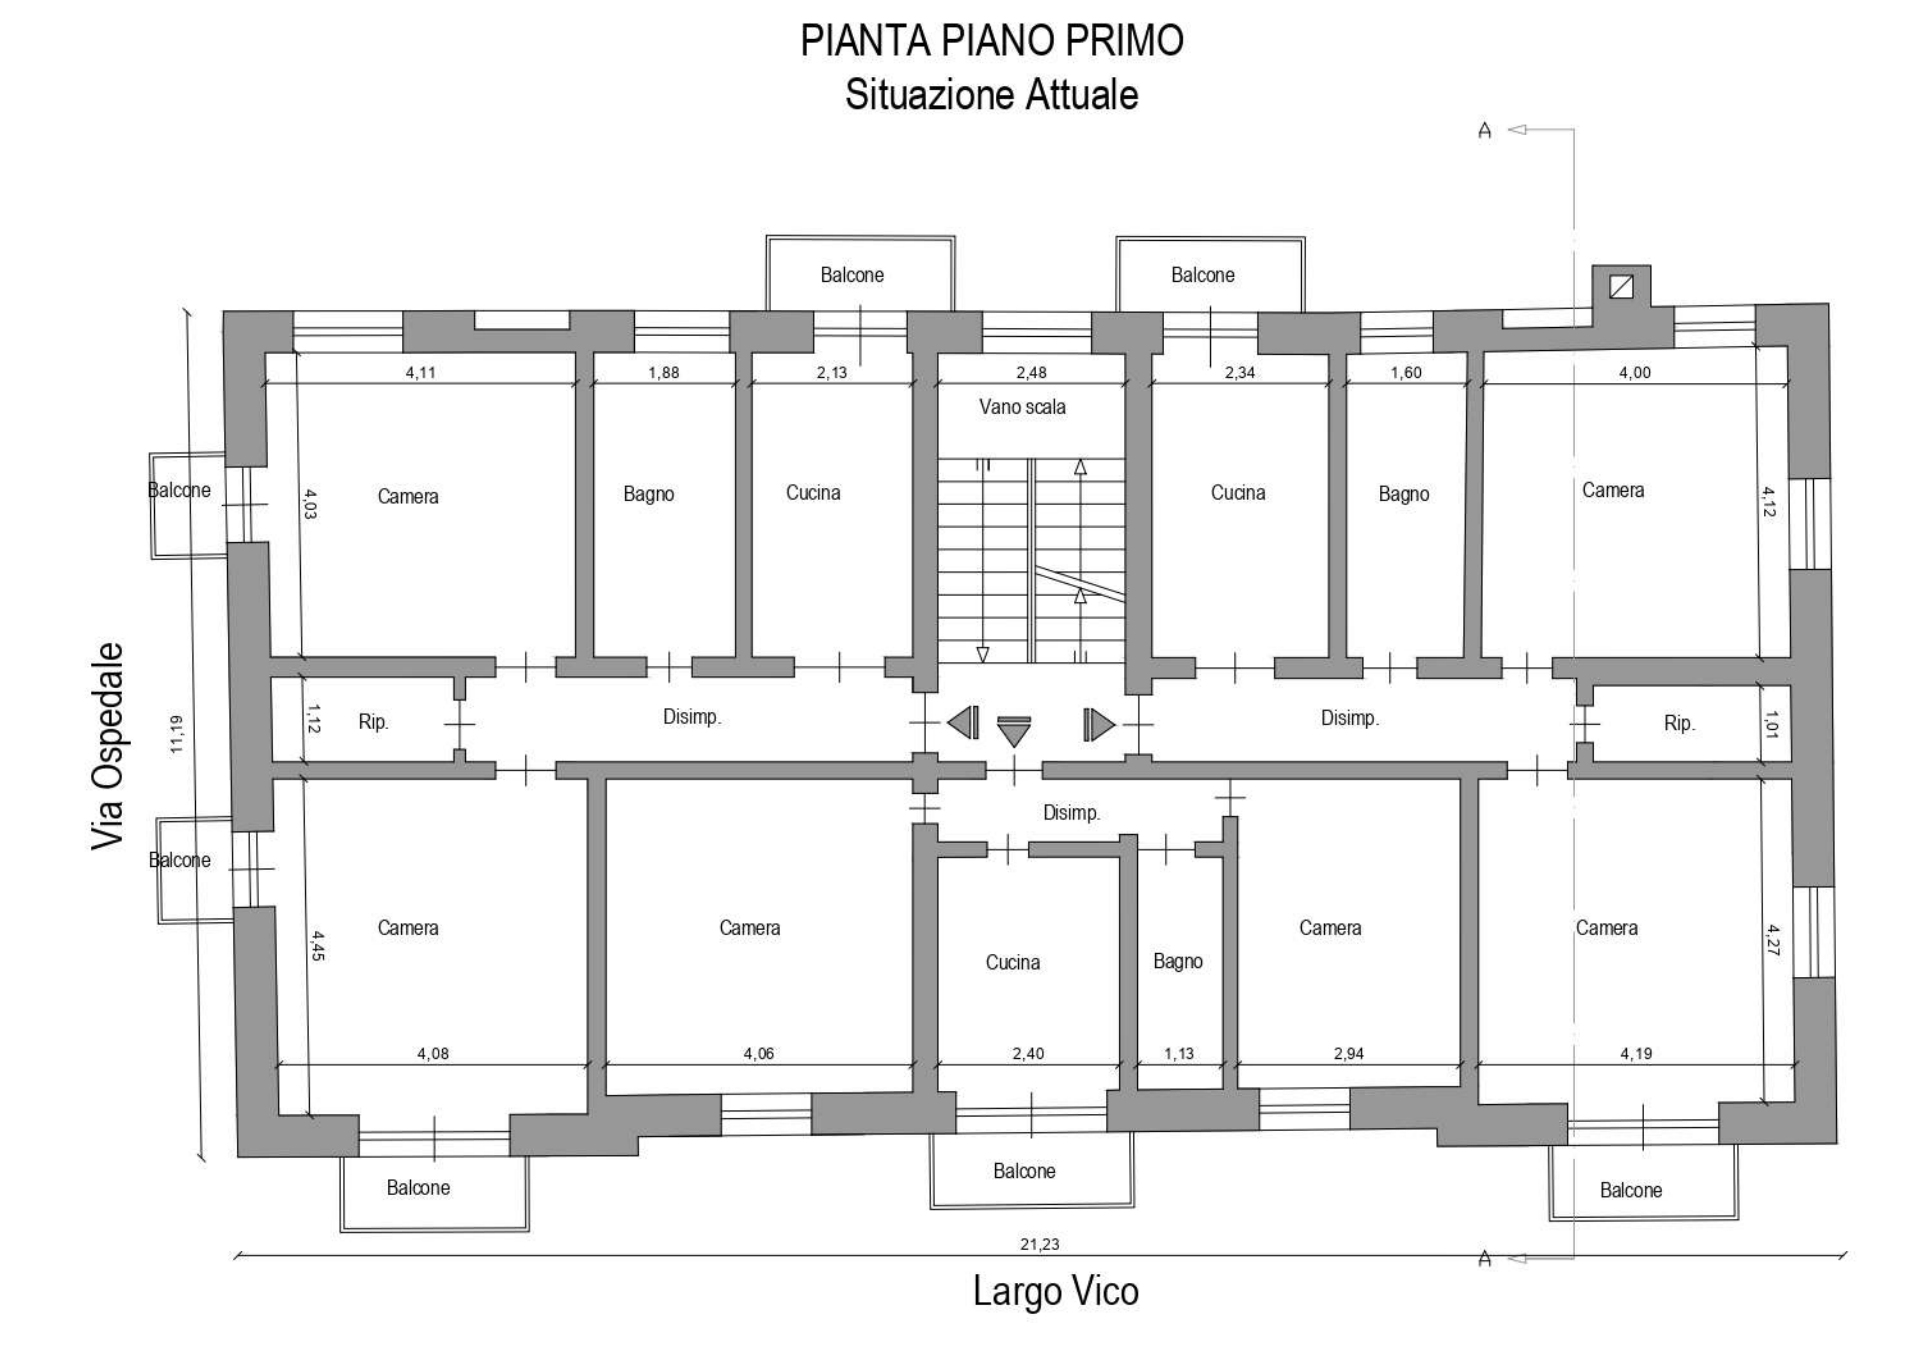 PIANTA PIANO PRIMO
Situazione Attuale
A
Balcone
Balcone
4,11
1,88
2,13
2,48
2,34
1,60
4,00
Vano scala
Balcone
4,03
Camera
Bagno
Cucina
Cucina
Bagno
Camera
4,12
Via Ospedale
11,19
1,12
Rip.
Disimp.
Disimp.
Rip.
1,01
Disimp.
Balcone
4,45
Camera
Camera
Cucina
Bagno
Camera
Camera
4,27
4,08
4,06
2,40
1,13
2,94
4,19
Balcone
Balcone
Balcone
21,23
A
Largo Vico